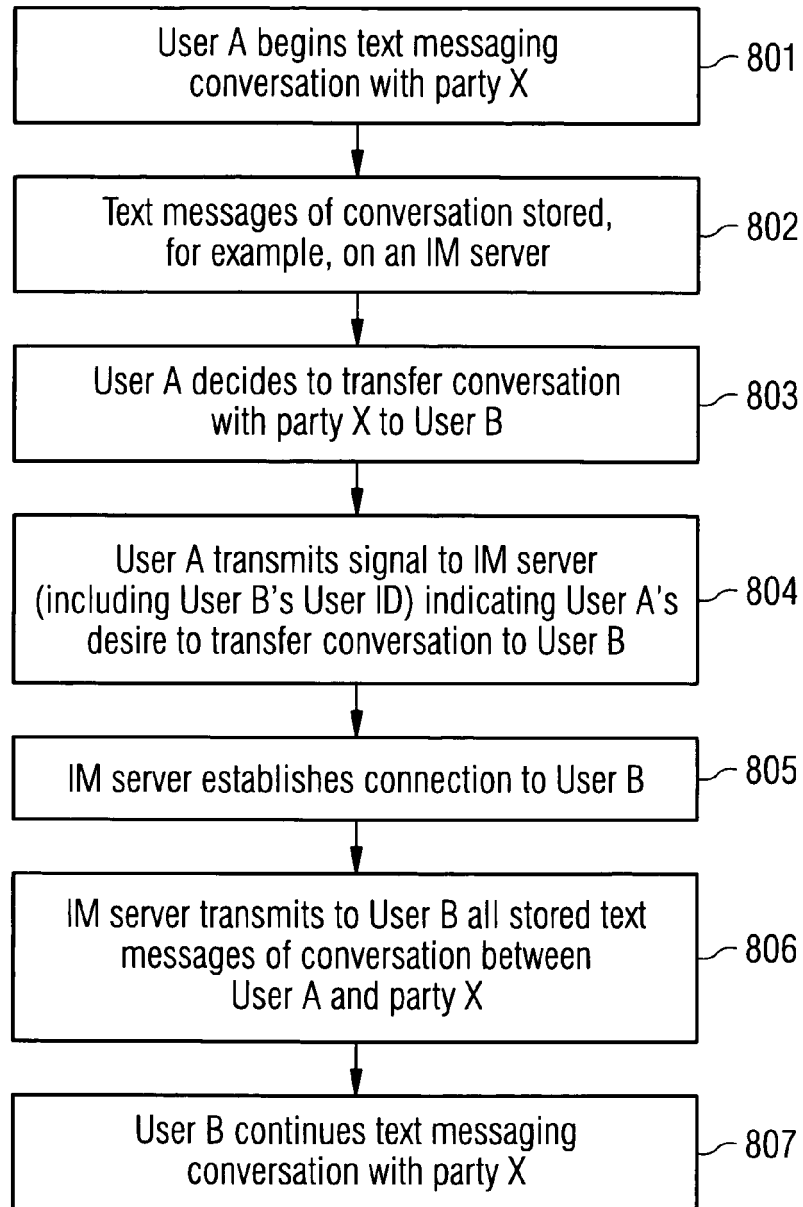 User A begins text messaging
conversation with party X
801
Text messages of conversation stored,
for example, on an IM server
802
User A decides to transfer conversation
with party X to User B
803
User A transmits signal to IM server
(including User B's User ID) indicating User A's
desire to transfer conversation to User B
804
IM server establishes connection to User B
805
IM server transmits to User B all stored text
messages of conversation between
User A and party X
806
User B continues text messaging
conversation with party X
807